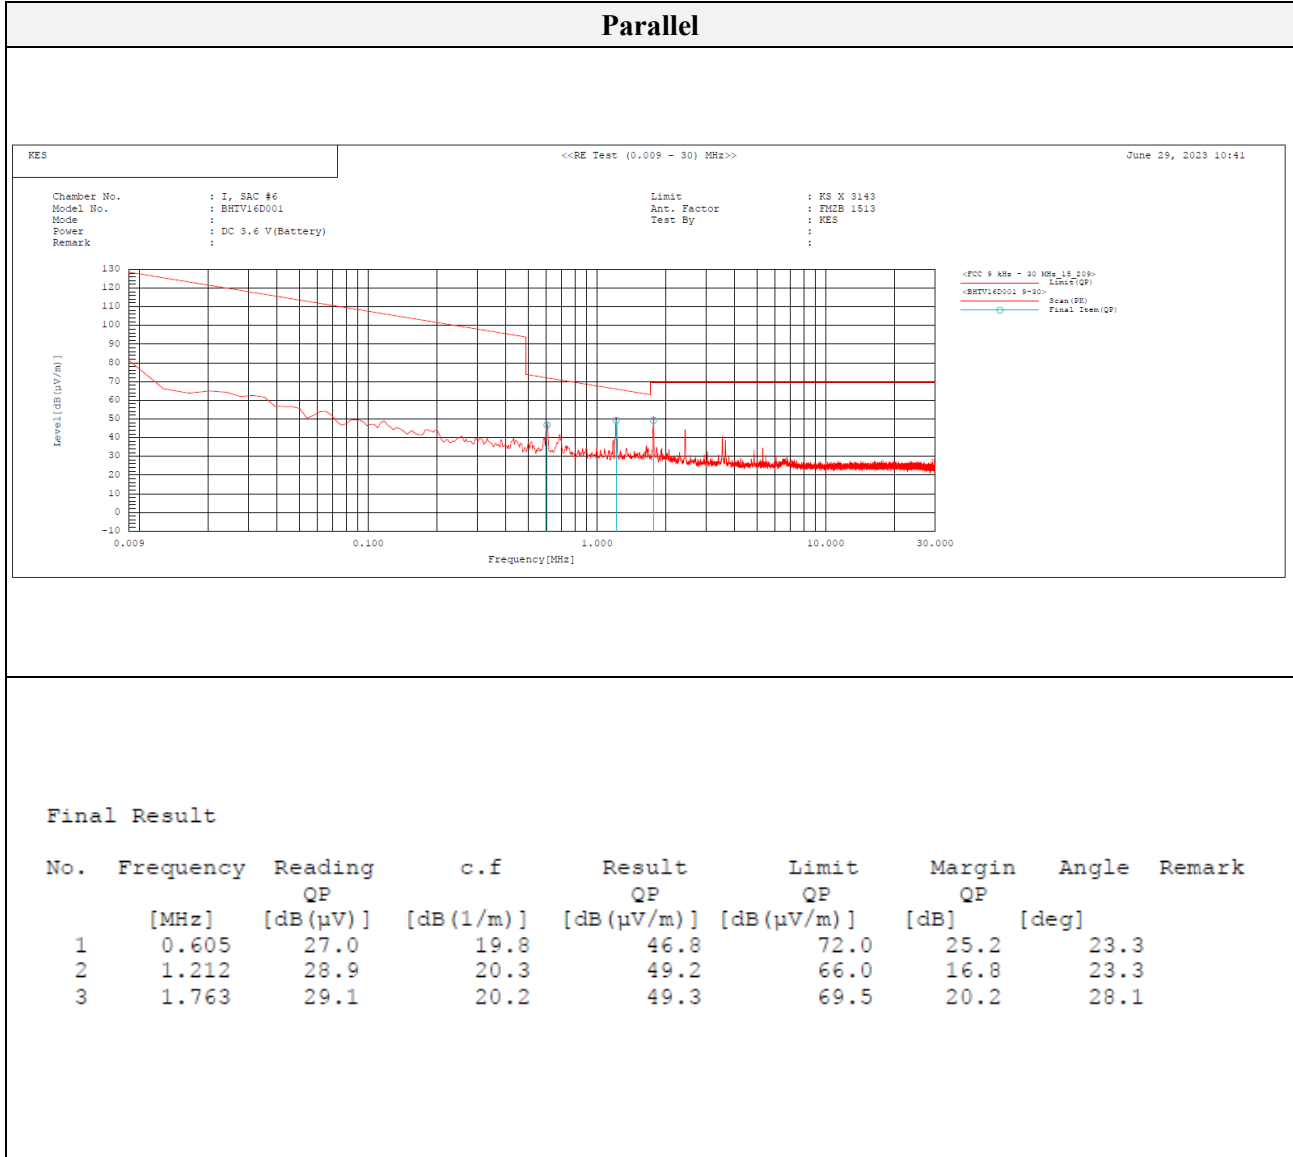 Parallel
KES <<RE Test (0.009 - 30) MHz>> June 29, 2023 10:41
Chamber No. : I, SAC #6 Limit : KS X 3143
Model No. : BHTV16D001 Ant. Factor : FMZB 1513
Mode : Test By : KES
Power : DC 3.6 V(Battery) :
Remark : :
<FCC 9 kHz - 30 MHz_15_209>
Limit(QP)
<BHTV16D001 9-30>
Scan(PK)
Final Item(QP)
Level[dB(µV/m)]
130
120
110
100
90
80
70
60
50
40
30
20
10
0
-10
0.009 0.100 1.000 10.000 30.000
Frequency[MHz]
Final Result
No. Frequency Reading c.f Result Limit Margin Angle Remark
QP QP QP QP
[MHz] [dB(µV)] [dB(1/m)] [dB(µV/m)] [dB(µV/m)] [dB] [deg]
1 0.605 27.0 19.8 46.8 72.0 25.2 23.3
2 1.212 28.9 20.3 49.2 66.0 16.8 23.3
3 1.763 29.1 20.2 49.3 69.5 20.2 28.1